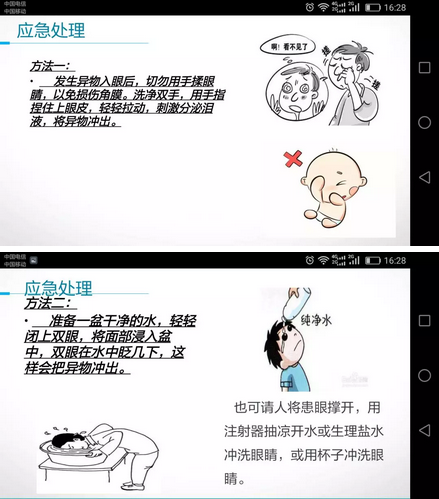 中国电信
中国移动
16:28
应急处理
方法一:
• 发生异物入眼后，切勿用手揉眼
睛，以免损伤角膜。洗净双手，用手指
捏住上眼皮，轻轻拉动，刺激分泌泪
液，将异物冲出。
啊！看不见了
揉
一揉
中国电信
中国移动
16:28
应急处理
方法二:
• 准备一盆干净的水，轻轻
闭上双眼，将面部浸入盆
中，双眼在水中眨几下，这
样会把异物冲出。
纯净水
也可请人将患眼撑开，用
注射器抽凉开水或生理盐水
冲洗眼睛，或用杯子冲洗眼
睛。